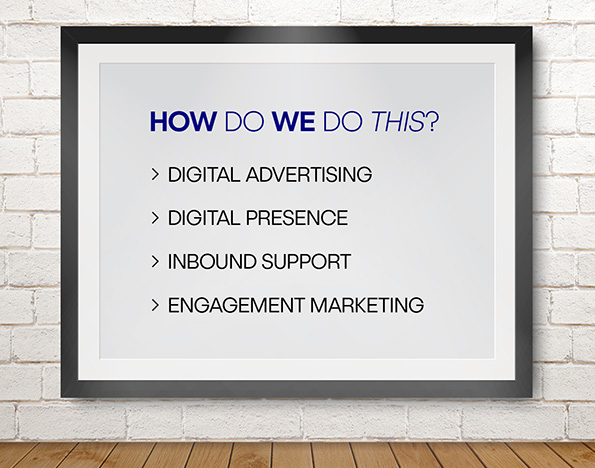 HOW DO WE DO THIS?
> DIGITAL ADVERTISING
> DIGITAL PRESENCE
> INBOUND SUPPORT
> ENGAGEMENT MARKETING